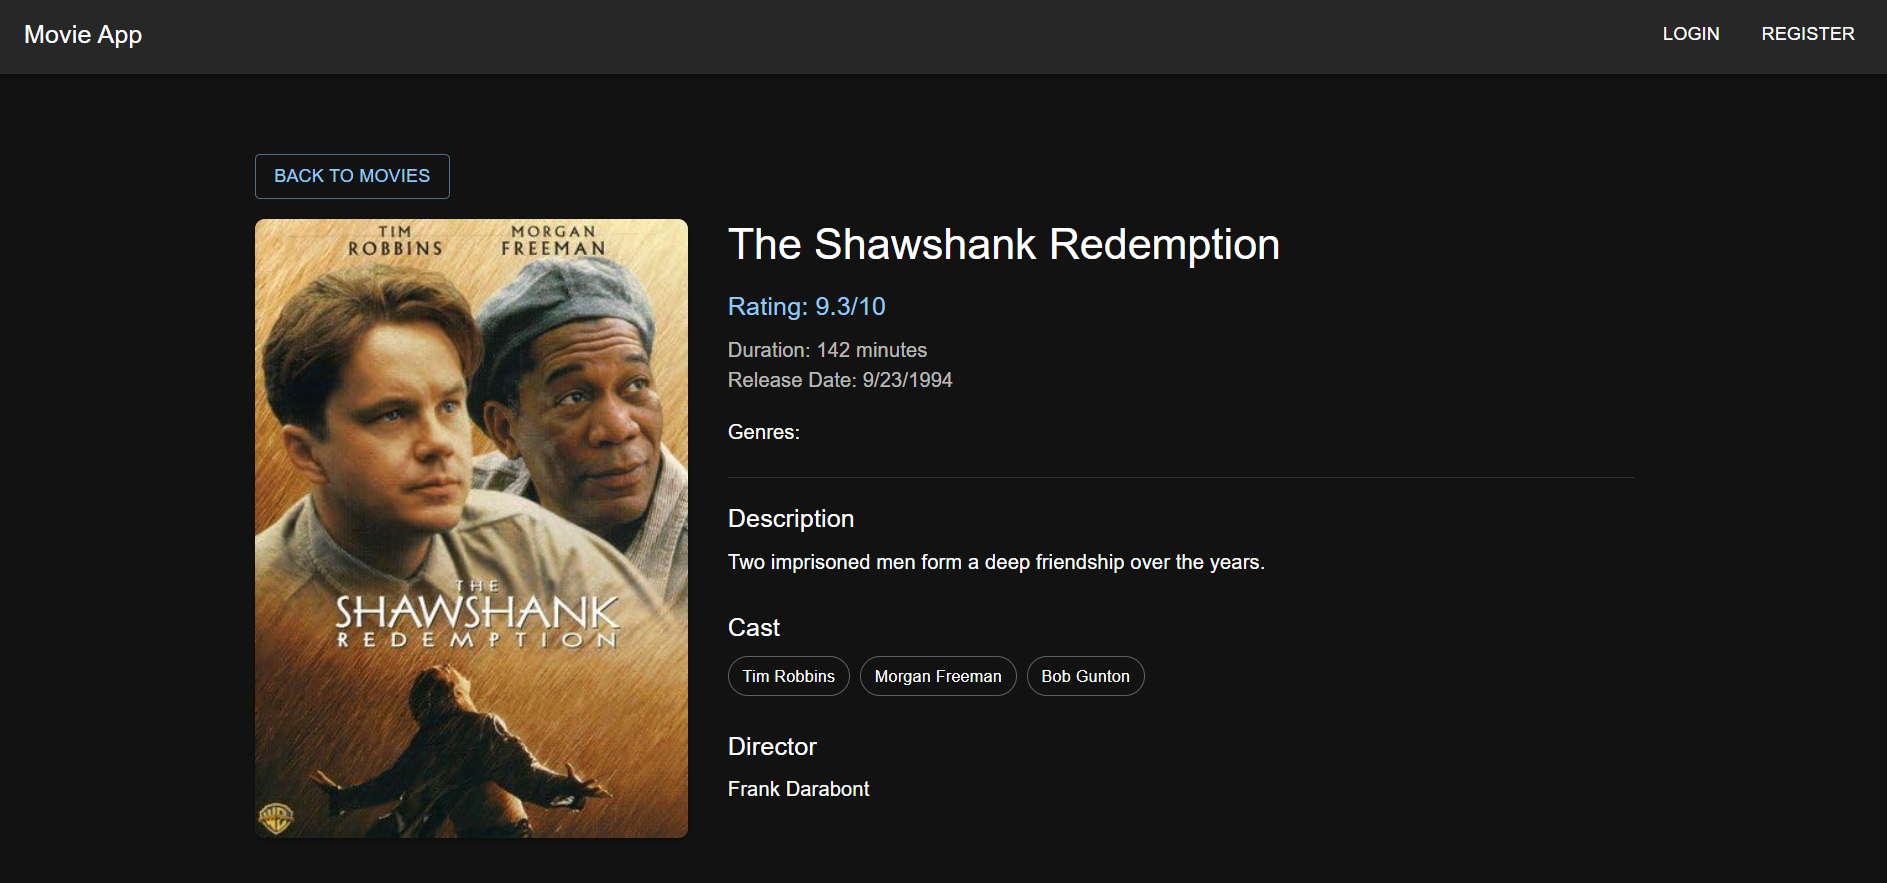 Movie App
LOGIN
REGISTER
BACK TO MOVIES
TIM
ROBBINS
MORGAN
FREEMAN
THE
SHAWSHANK
REDEMPTION
WB
The Shawshank Redemption
Rating: 9.3/10
Duration: 142 minutes
Release Date: 9/23/1994
Genres:
Description
Two imprisoned men form a deep friendship over the years.
Cast
Tim Robbins
Morgan Freeman
Bob Gunton
Director
Frank Darabont